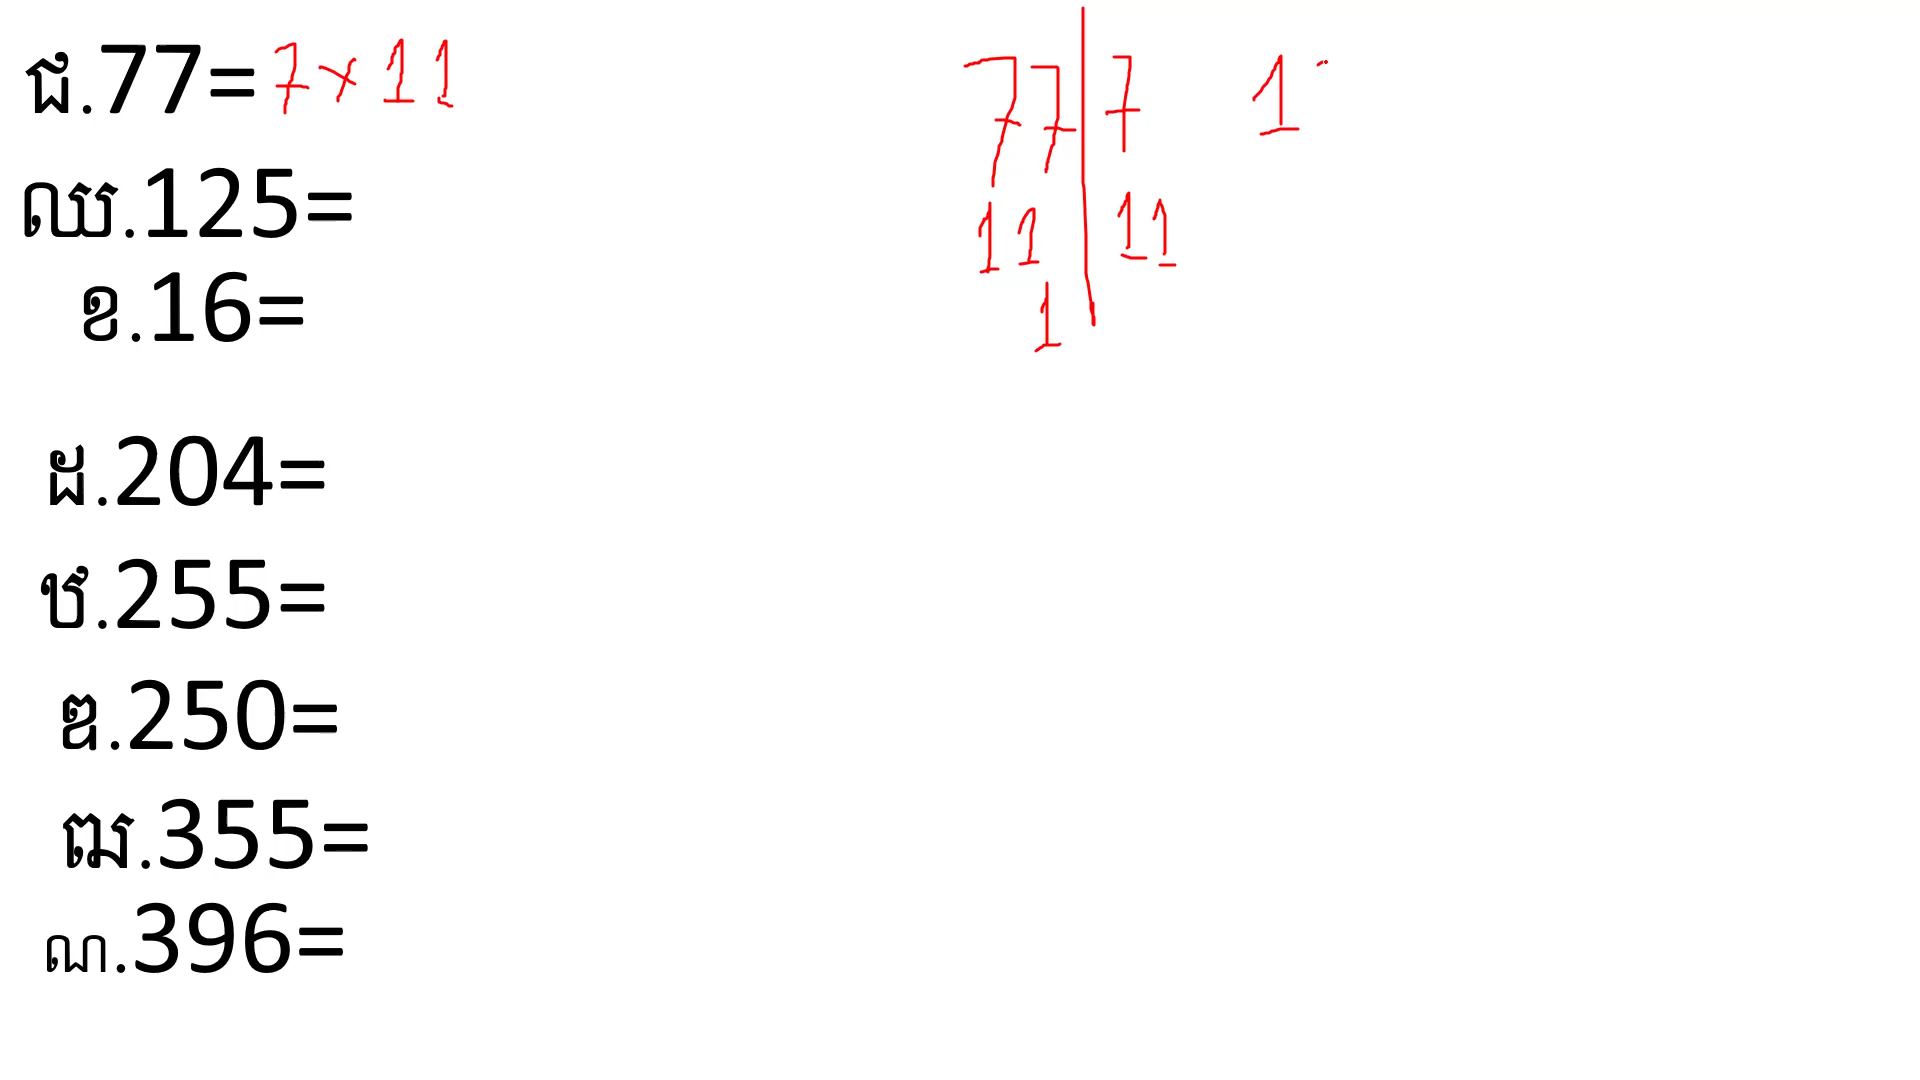 ជ.77= 7 x 11
ឈ.125=
ខ.16=
ដ.204=
ឋ.255=
ឌ.250=
ឍ.355=
ណ.396=
77 7
11 11
1
1